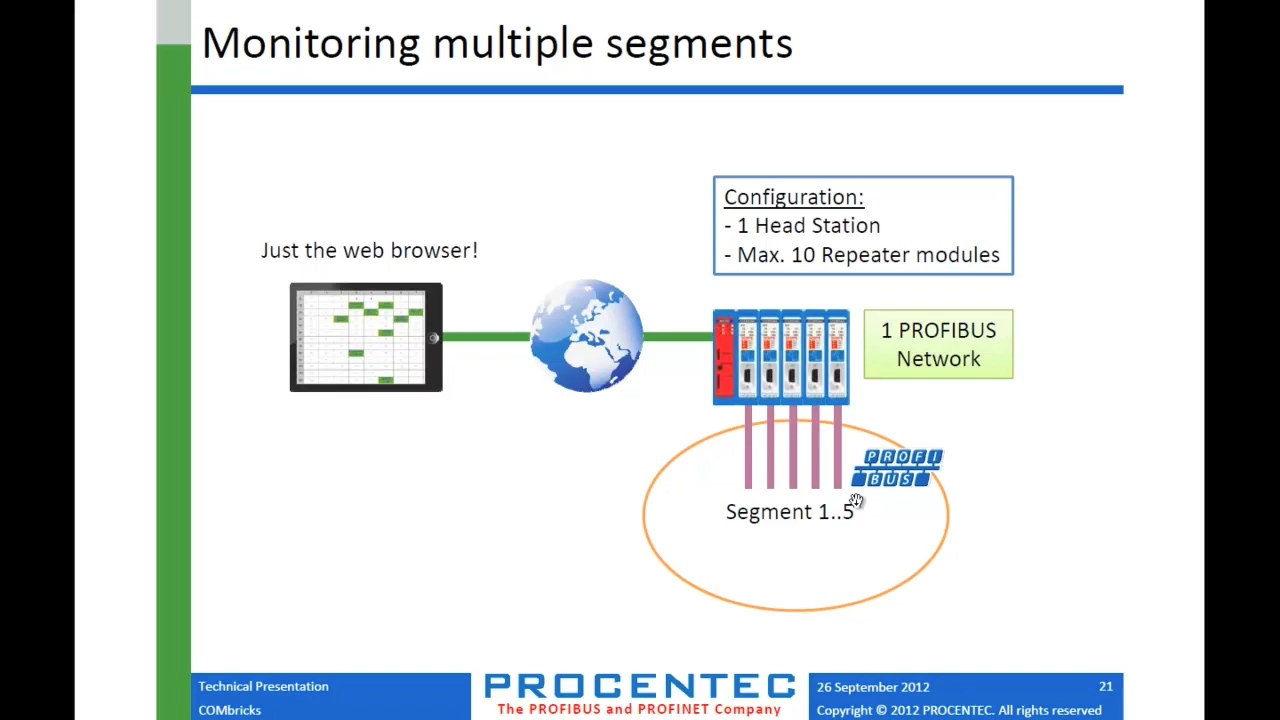 Monitoring multiple segments
Configuration:
- 1 Head Station
- Max. 10 Repeater modules
Just the web browser!
1 PROFIBUS
Network
PROFI
BUS
Segment 1..5
Technical Presentation
COMbricks
PROCENTEC
The PROFIBUS and PROFINET Company
26 September 2012
21
Copyright © 2012 PROCENTEC. All rights reserved